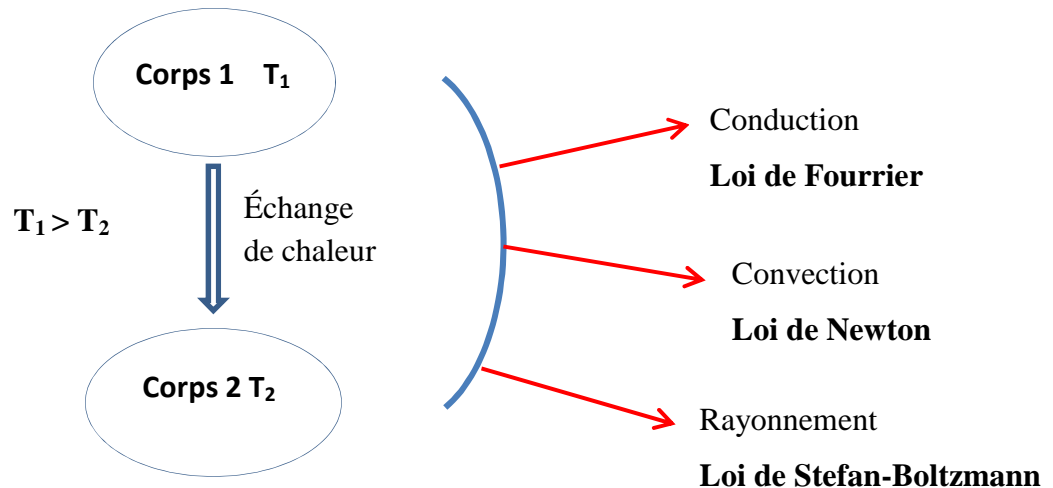 Corps 1 T₁
T₁ > T₂
Échange
de chaleur
Corps 2 T₂
Conduction
Loi de Fourrier
Convection
Loi de Newton
Rayonnement
Loi de Stefan-Boltzmann